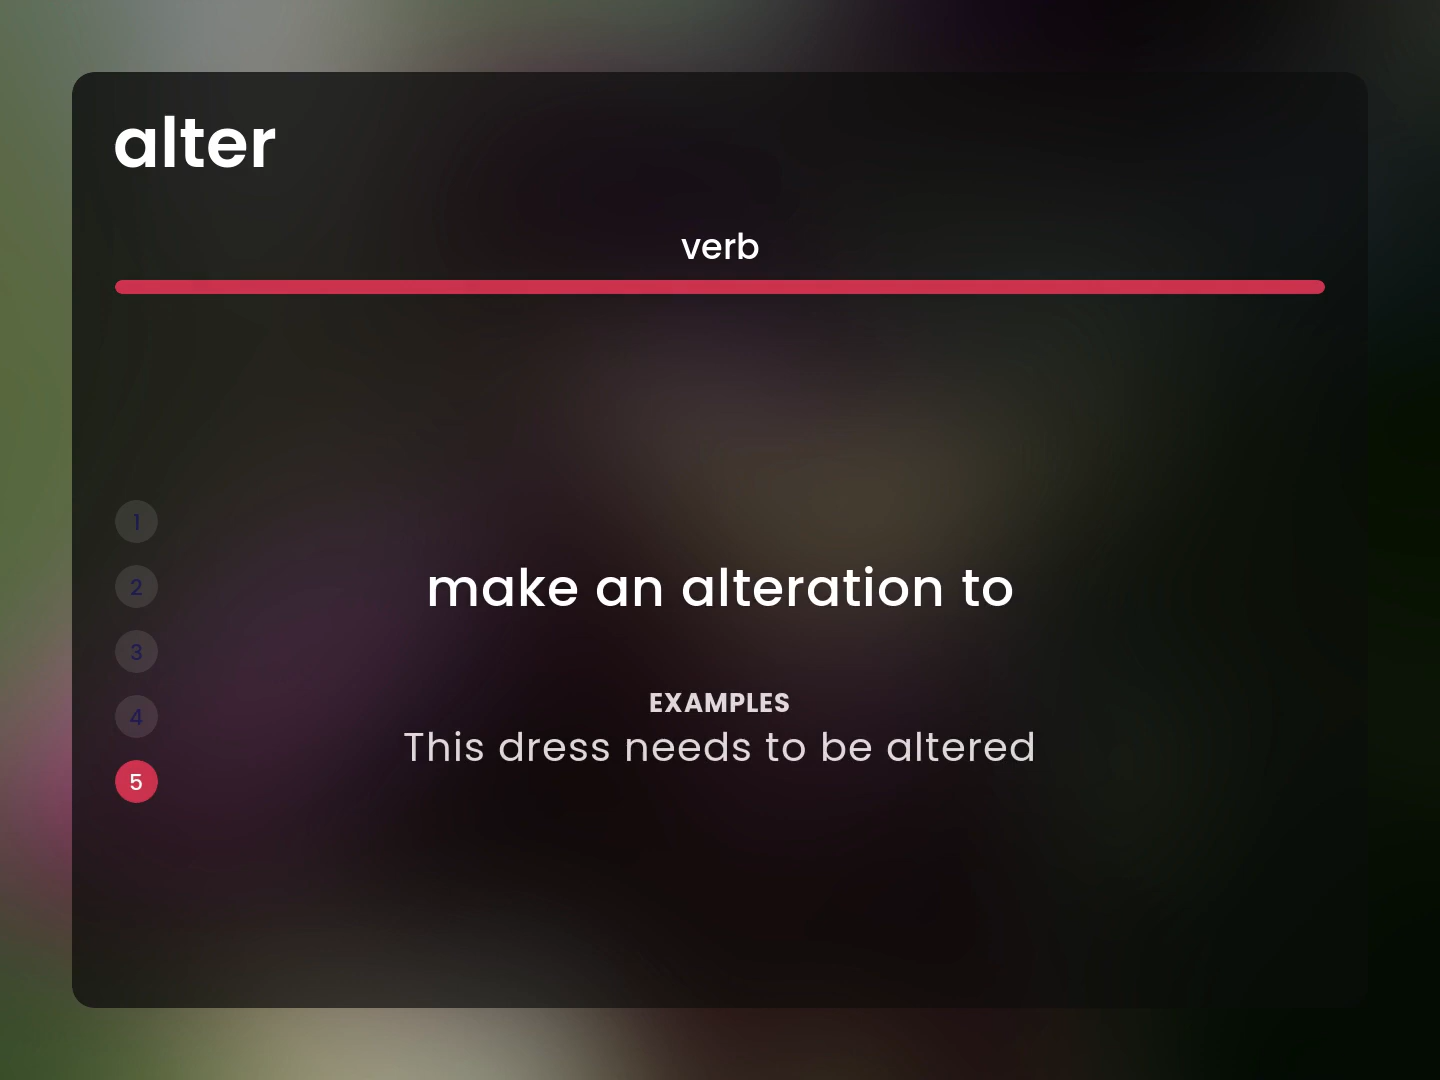 alter
verb
1
2
3
4
5
make an alteration to
EXAMPLES
This dress needs to be altered